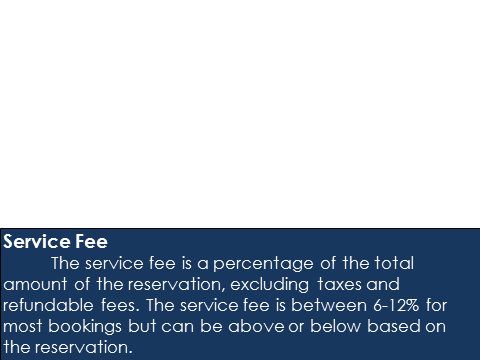 Service Fee
The service fee is a percentage of the total
amount of the reservation, excluding taxes and
refundable fees. The service fee is between 6-12% for
most bookings but can be above or below based on
the reservation.